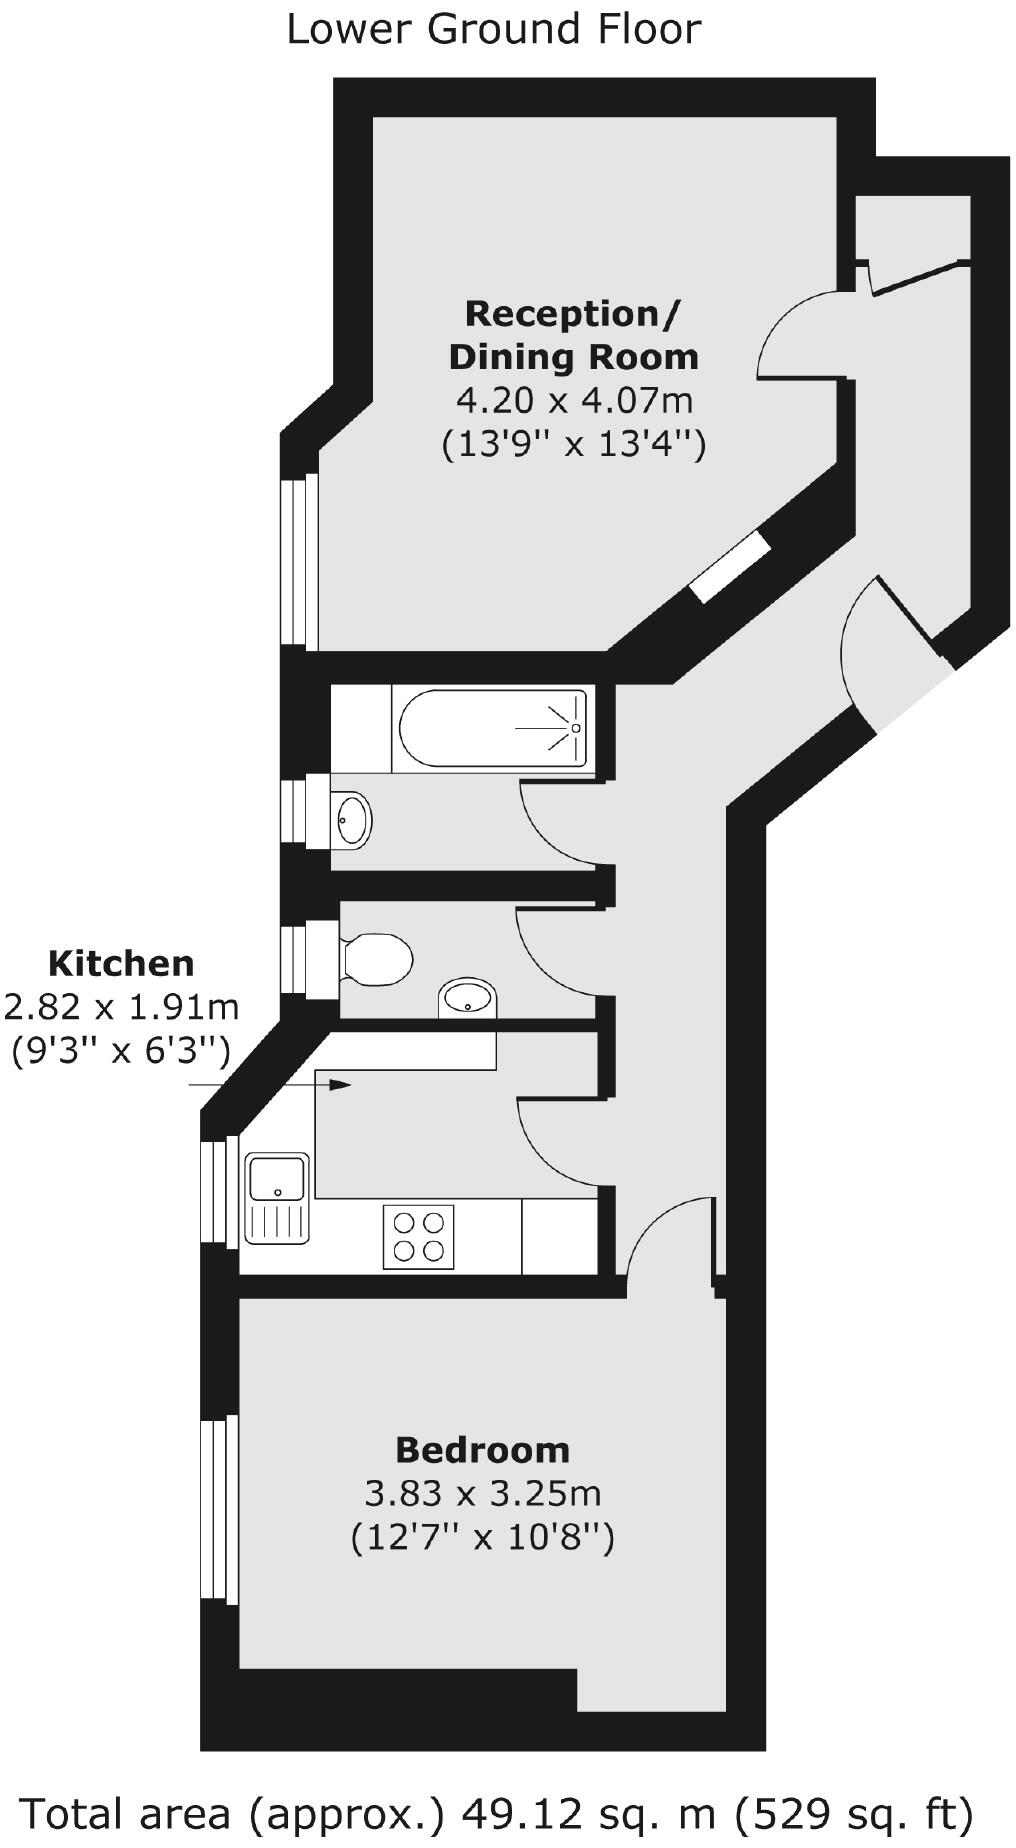 Lower Ground Floor
Reception/
Dining Room
4.20 x 4.07m
(13'9'' x 13'4'')
Kitchen
2.82 x 1.91m
(9'3'' x 6'3'')
Bedroom
3.83 x 3.25m
(12'7'' x 10'8'')
Total area (approx.) 49.12 sq. m (529 sq. ft)